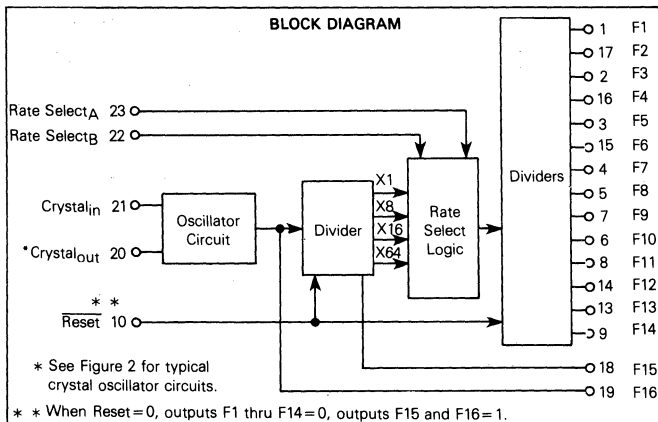 BLOCK DIAGRAM
1 F1
17 F2
2 F3
16 F4
3 F5
15 F6
4 F7
5 F8
7 F9
6 F10
8 F11
14 F12
13 F13
9 F14
18 F15
19 F16
Rate SelectA 23
Rate SelectB 22
Crystalin 21
*Crystalout 20
Oscillator
Circuit
Divider
X1
X8
X16
X64
Rate
Select
Logic
Dividers
* *
Reset 10
* See Figure 2 for typical
crystal oscillator circuits.
* * When Reset=0, outputs F1 thru F14=0, outputs F15 and F16=1.